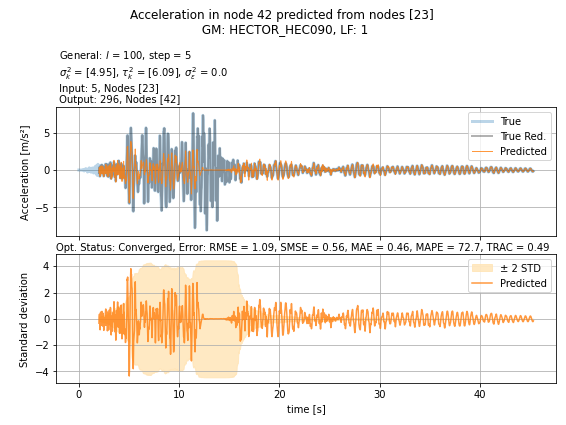 Acceleration in node 42 predicted from nodes [23]
GM: HECTOR_HEC090, LF: 1
General: l = 100, step = 5
σ²ₖ = [4.95], τ²ₖ = [6.09], σ²ε = 0.0
Input: 5, Nodes [23]
Output: 296, Nodes [42]
Acceleration [m/s²]
5
0
−5
True
True Red.
Predicted
Opt. Status: Converged, Error: RMSE = 1.09, SMSE = 0.56, MAE = 0.46, MAPE = 72.7, TRAC = 0.49
Standard deviation
4
2
0
−2
−4
± 2 STD
Predicted
0 10 20 30 40
time [s]